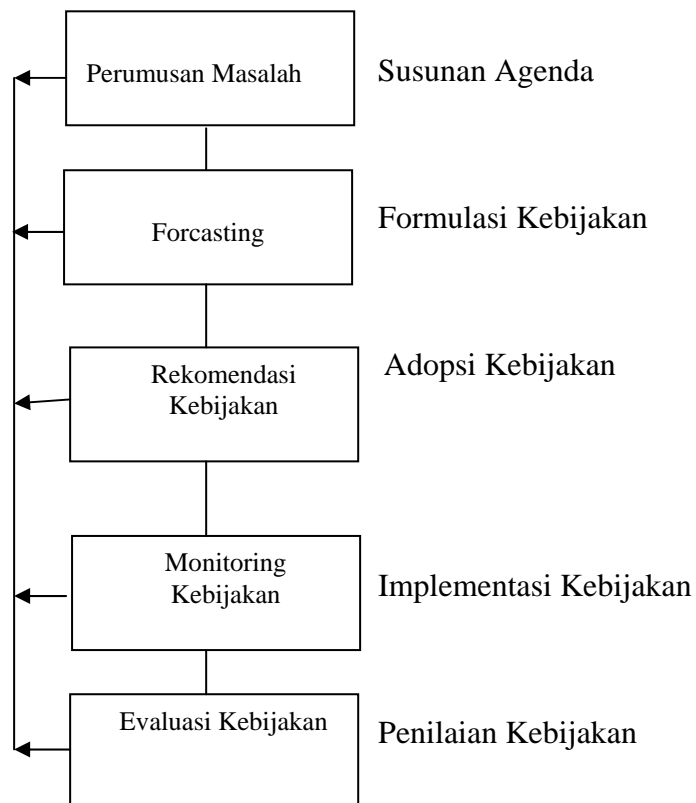 Perumusan Masalah
Susunan Agenda
Forcasting
Formulasi Kebijakan
Rekomendasi
Kebijakan
Adopsi Kebijakan
Monitoring
Kebijakan
Implementasi Kebijakan
Evaluasi Kebijakan
Penilaian Kebijakan